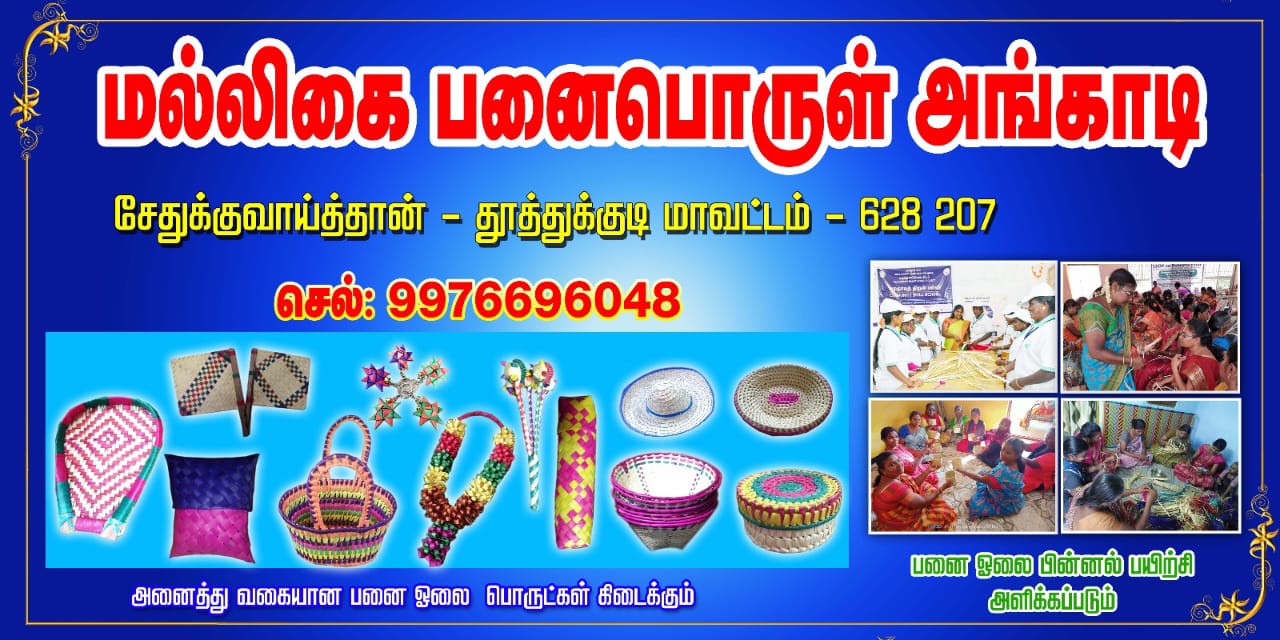 மல்லிகை பனைபொருள் அங்காடி
சேதுக்குவாய்த்தான் - தூத்துக்குடி மாவட்டம் - 628 207
செல்: 9976696048
அனைத்து வகையான பனை ஓலை பொருட்கள் கிடைக்கும்
பனை ஓலை பின்னல் பயிற்சி
அளிக்கப்படும்